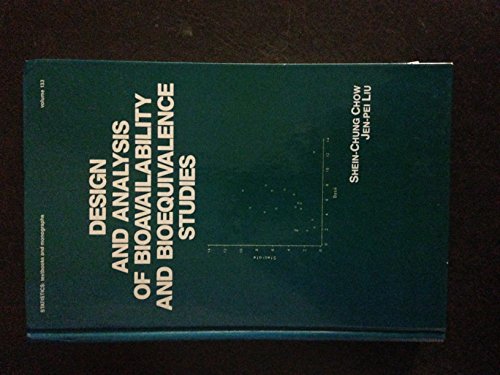 STATISTICS: textbooks and monographs
Volume 133
DESIGN
AND ANALYSIS
OF BIOAVAILABILITY
AND BIOEQUIVALENCE
STUDIES
SHEIN-CHUNG CHOW
JEN-PEI LIU